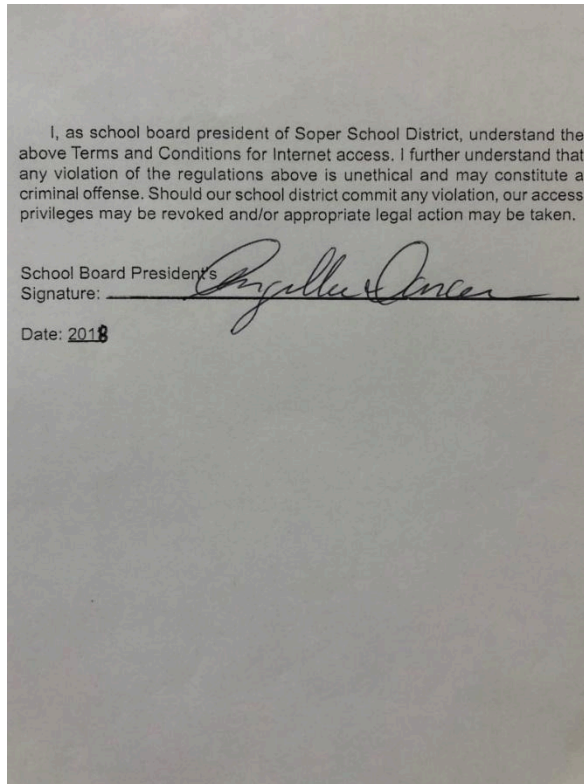 I, as school board president of Soper School District, understand the
above Terms and Conditions for Internet access. I further understand that
any violation of the regulations above is unethical and may constitute a
criminal offense. Should our school district commit any violation, our access
privileges may be revoked and/or appropriate legal action may be taken.
School Board President's
Signature:
Date: 2018